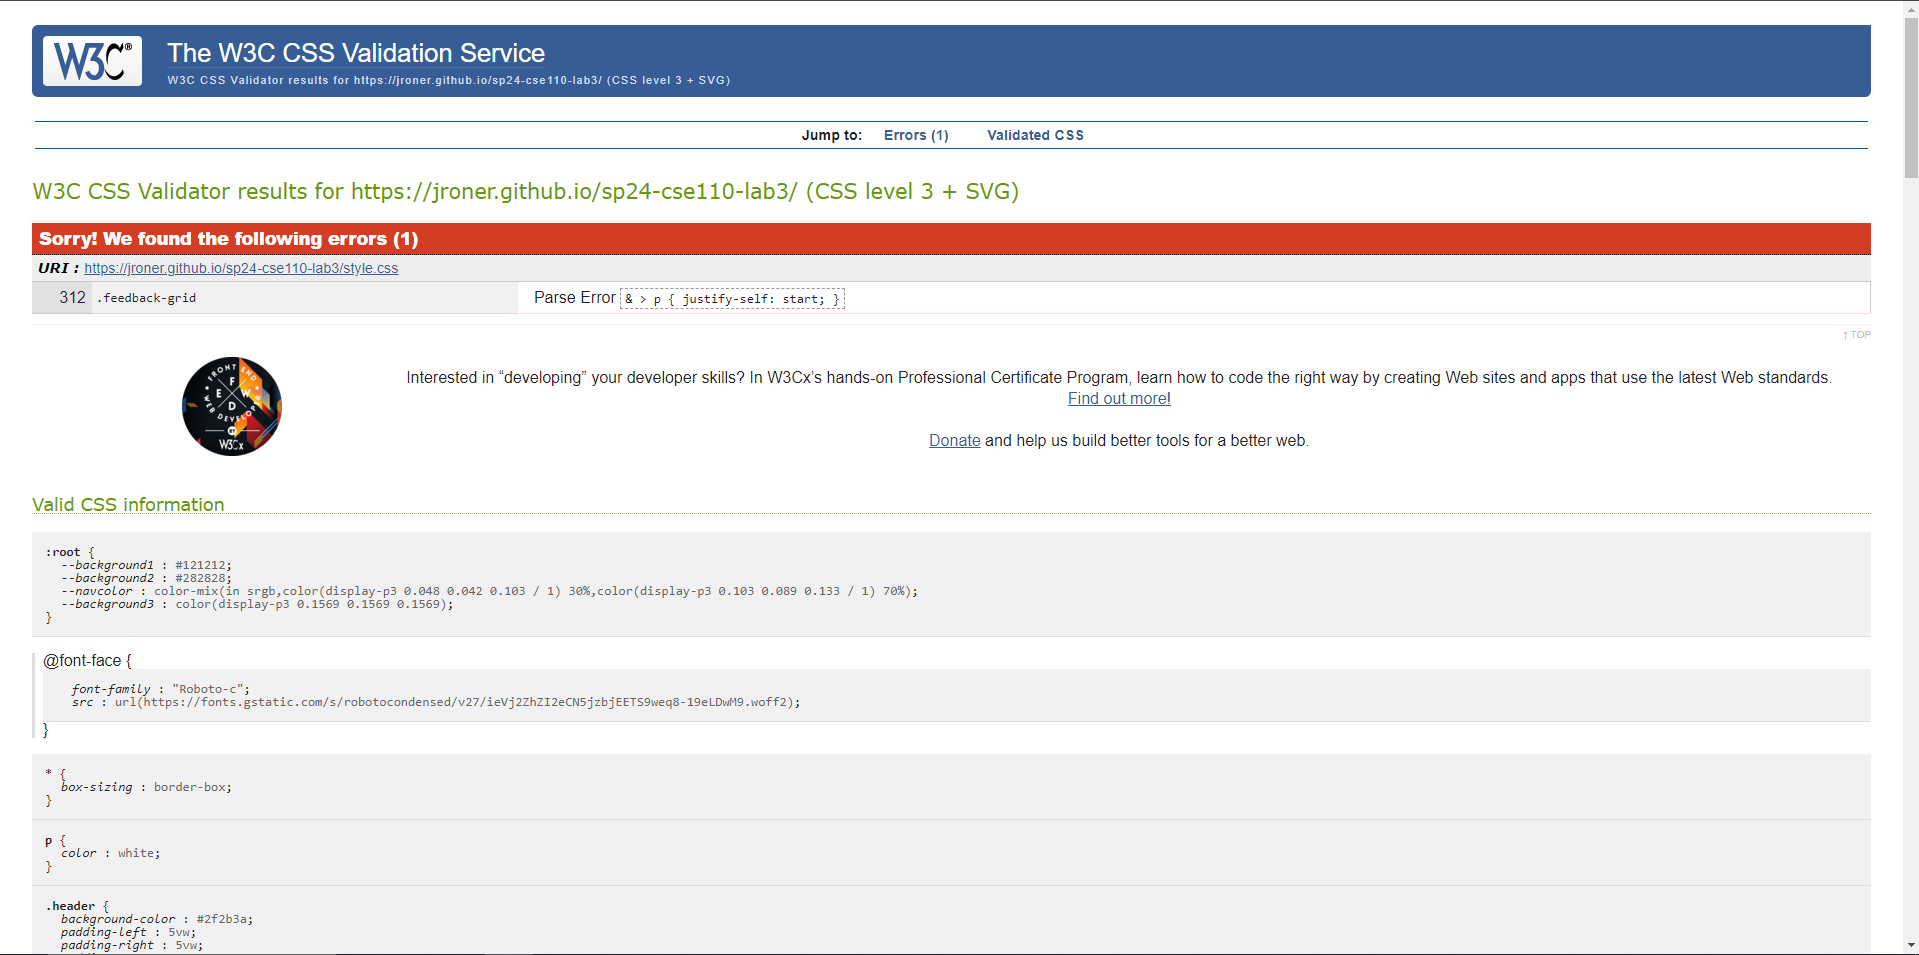 W3C®
The W3C CSS Validation Service
W3C CSS Validator results for https://jroner.github.io/sp24-cse110-lab3/ (CSS level 3 + SVG)
Jump to: Errors (1) Validated CSS
W3C CSS Validator results for https://jroner.github.io/sp24-cse110-lab3/ (CSS level 3 + SVG)
Sorry! We found the following errors (1)
URI : https://jroner.github.io/sp24-cse110-lab3/style.css
312 .feedback-grid Parse Error & > p { justify-self: start; }
↑ TOP
FRONT END
F
E W
D
WEB DEVELOPER
BY
W3Cx
Interested in “developing” your developer skills? In W3Cx’s hands-on Professional Certificate Program, learn how to code the right way by creating Web sites and apps that use the latest Web standards.
Find out more!
Donate and help us build better tools for a better web.
Valid CSS information
:root {
--background1 : #121212;
--background2 : #282828;
--navcolor : color-mix(in srgb,color(display-p3 0.048 0.042 0.103 / 1) 30%,color(display-p3 0.103 0.089 0.133 / 1) 70%);
--background3 : color(display-p3 0.1569 0.1569 0.1569);
}
@font-face {
font-family : "Roboto-c";
src : url(https://fonts.gstatic.com/s/robotocondensed/v27/ieVj2ZhZI2eCN5jzbjEETS9weq8-19eLDwM9.woff2);
}
* {
box-sizing : border-box;
}
p {
color : white;
}
.header {
background-color : #2f2b3a;
padding-left : 5vw;
padding-right : 5vw;